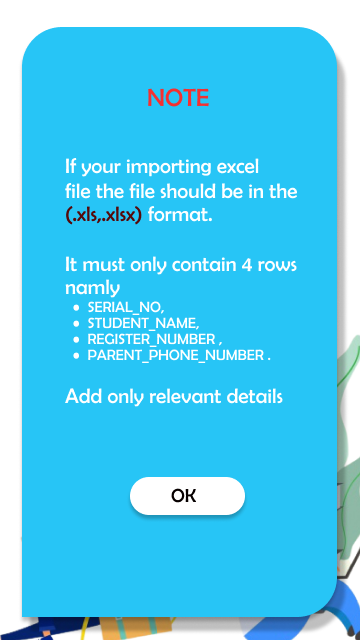 NOTE
If your importing excel
file the file should be in the
(.xls,.xlsx) format.
It must only contain 4 rows
namly
• SERIAL_NO,
• STUDENT_NAME,
• REGISTER_NUMBER ,
• PARENT_PHONE_NUMBER .
Add only relevant details
OK